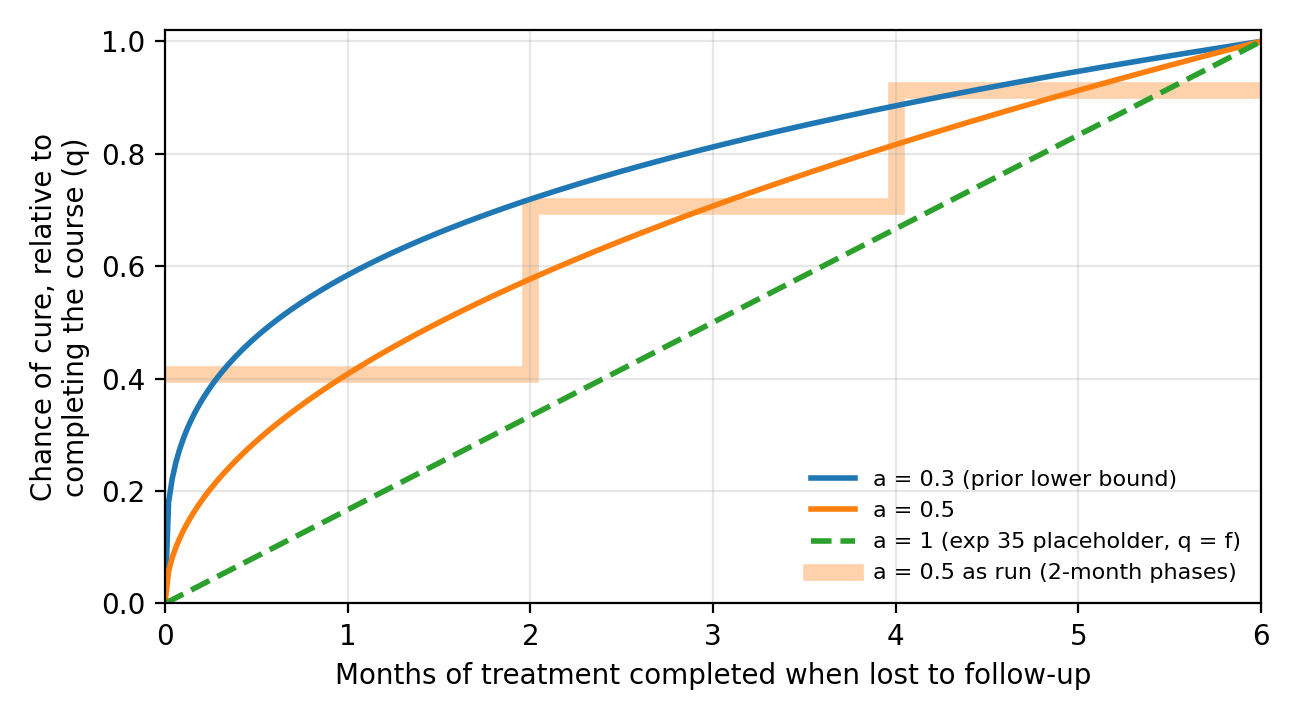 Chance of cure, relative to
completing the course (q)
1.0
0.8
0.6
0.4
0.2
0.0
0 1 2 3 4 5 6
Months of treatment completed when lost to follow-up
a = 0.3 (prior lower bound)
a = 0.5
a = 1 (exp 35 placeholder, q = f)
a = 0.5 as run (2-month phases)